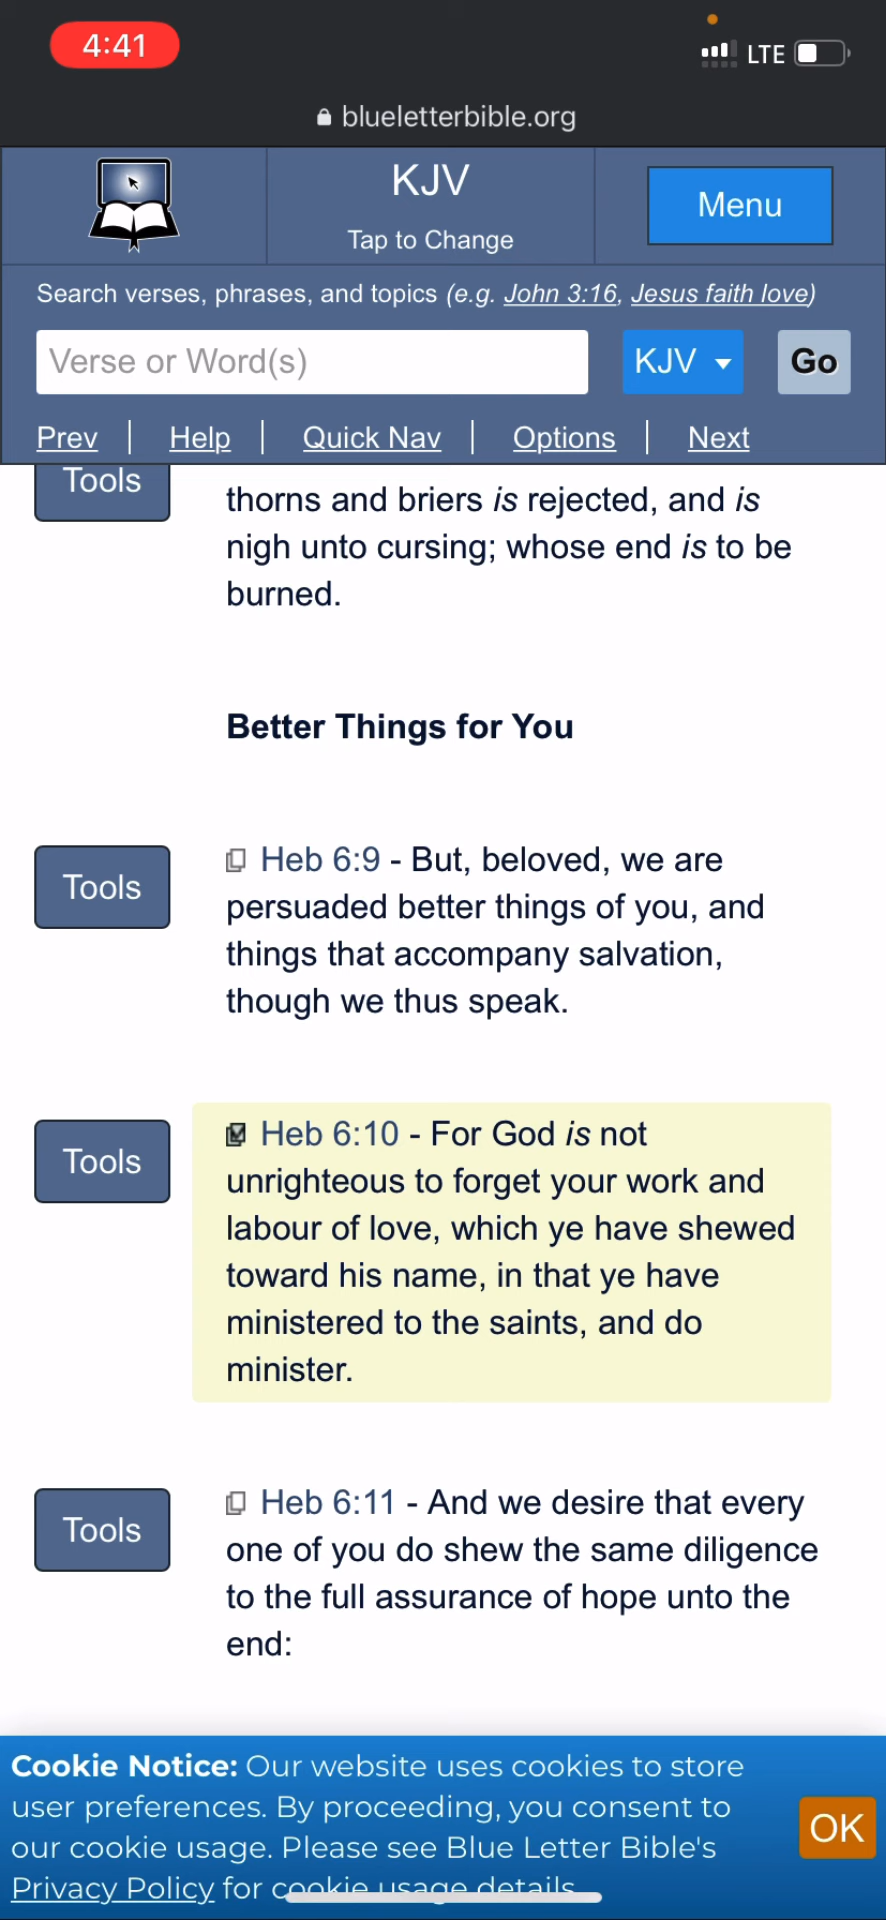 4:41
LTE
blueletterbible.org
KJV
Tap to Change
Menu
Search verses, phrases, and topics (e.g. John 3:16, Jesus faith love)
Verse or Word(s)
KJV
Go
Prev | Help | Quick Nav | Options | Next
Tools
thorns and briers is rejected, and is
nigh unto cursing; whose end is to be
burned.
Better Things for You
Tools
Heb 6:9 - But, beloved, we are
persuaded better things of you, and
things that accompany salvation,
though we thus speak.
Tools
Heb 6:10 - For God is not
unrighteous to forget your work and
labour of love, which ye have shewed
toward his name, in that ye have
ministered to the saints, and do
minister.
Tools
Heb 6:11 - And we desire that every
one of you do shew the same diligence
to the full assurance of hope unto the
end:
Cookie Notice: Our website uses cookies to store
user preferences. By proceeding, you consent to
our cookie usage. Please see Blue Letter Bible's
Privacy Policy for cookie usage details
OK